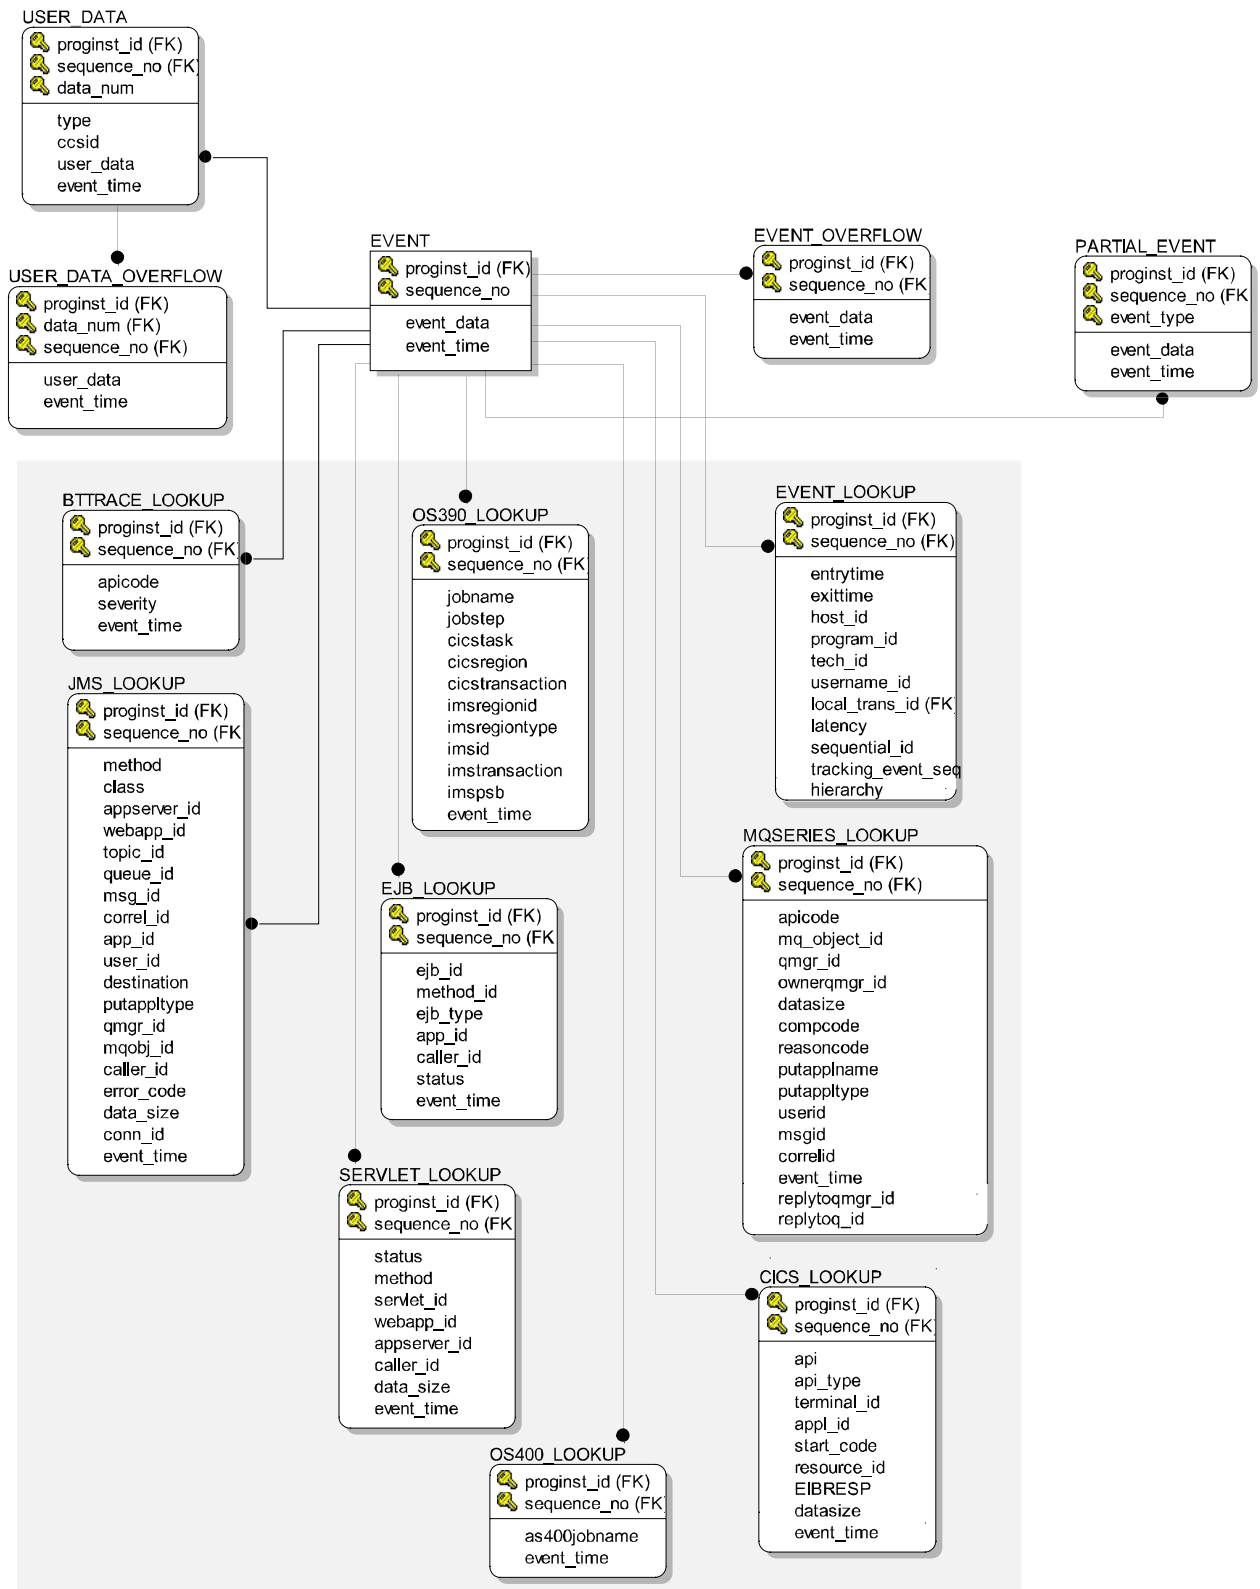 USER_DATA
proginst_id (FK)
sequence_no (FK)
data_num
type
ccsid
user_data
event_time
USER_DATA_OVERFLOW
proginst_id (FK)
data_num (FK)
sequence_no (FK)
user_data
event_time
EVENT
proginst_id (FK)
sequence_no
event_data
event_time
EVENT_OVERFLOW
proginst_id (FK)
sequence_no (FK
event_data
event_time
PARTIAL_EVENT
proginst_id (FK)
sequence_no (FK
event_type
event_data
event_time
BTTRACE_LOOKUP
proginst_id (FK)
sequence_no (FK)
apicode
severity
event_time
JMS_LOOKUP
proginst_id (FK)
sequence_no (FK
method
class
appserver_id
webapp_id
topic_id
queue_id
msg_id
correl_id
app_id
user_id
destination
putappltype
qmgr_id
mqobj_id
caller_id
error_code
data_size
conn_id
event_time
OS390_LOOKUP
proginst_id (FK)
sequence_no (FK
jobname
jobstep
cicstask
cicsregion
cicstransaction
imsregionid
imsregiontype
imsid
imstransaction
imspsb
event_time
EJB_LOOKUP
proginst_id (FK)
sequence_no (FK
ejb_id
method_id
ejb_type
app_id
caller_id
status
event_time
SERVLET_LOOKUP
proginst_id (FK)
sequence_no (FK
status
method
servlet_id
webapp_id
appserver_id
caller_id
data_size
event_time
OS400_LOOKUP
proginst_id (FK)
sequence_no (FK)
as400jobname
event_time
EVENT_LOOKUP
proginst_id (FK)
sequence_no (FK)
entrytime
exittime
host_id
program_id
tech_id
username_id
local_trans_id (FK)
latency
sequential_id
tracking_event_seq
hierarchy
MQSERIES_LOOKUP
proginst_id (FK)
sequence_no (FK)
apicode
mq_object_id
qmgr_id
ownerqmgr_id
datasize
compcode
reasoncode
putapplname
putappltype
userid
msgid
correlid
event_time
replytoqmgr_id
replytoq_id
CICS_LOOKUP
proginst_id (FK)
sequence_no (FK)
api
api_type
terminal_id
appl_id
start_code
resource_id
EIBRESP
datasize
event_time